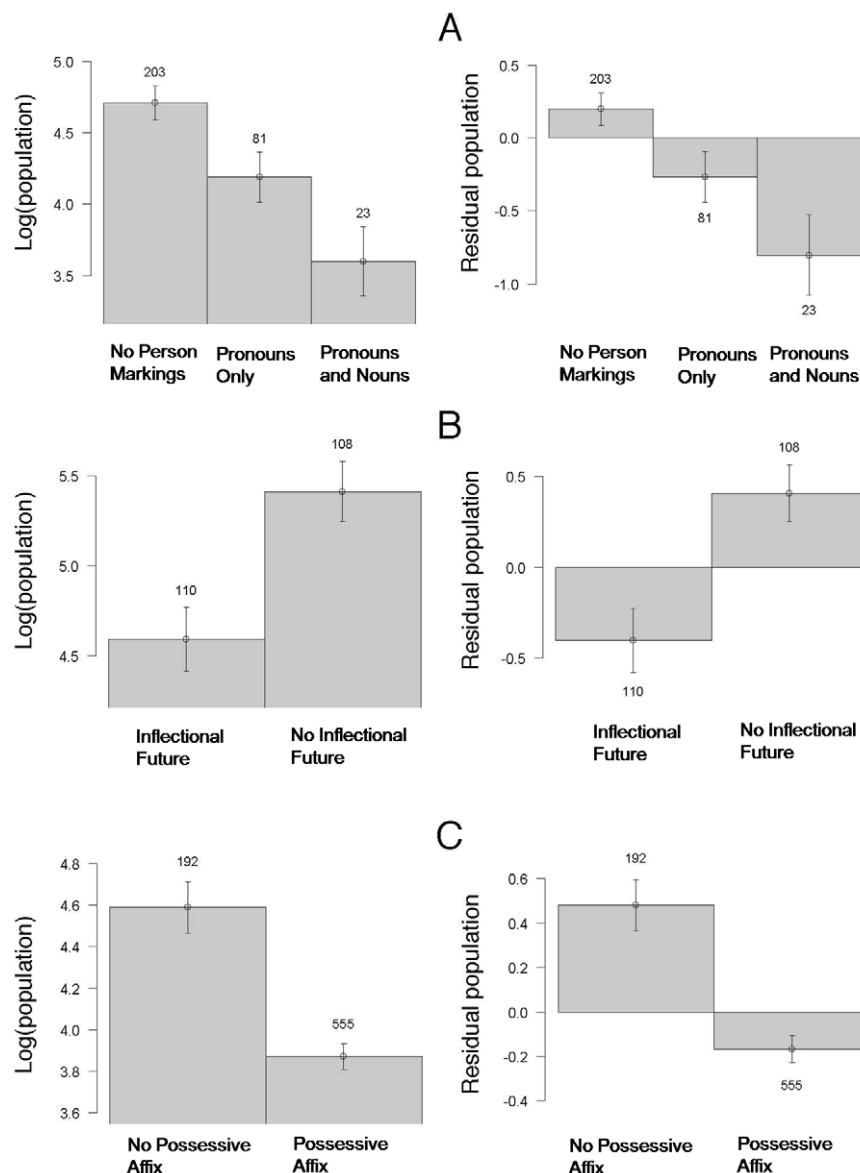 A
Log(population)
5.0
4.5
4.0
3.5
203
81
23
No Person
Markings
Pronouns
Only
Pronouns
and Nouns
Residual population
0.5
0.0
-0.5
-1.0
203
81
23
No Person
Markings
Pronouns
Only
Pronouns
and Nouns
B
Log(population)
5.5
5.0
4.5
110
108
Inflectional
Future
No Inflectional
Future
Residual population
0.5
0.0
-0.5
110
108
Inflectional
Future
No Inflectional
Future
C
Log(population)
4.8
4.6
4.4
4.2
4.0
3.8
3.6
192
555
No Possessive
Affix
Possessive
Affix
Residual population
0.6
0.4
0.2
0.0
-0.2
-0.4
192
555
No Possessive
Affix
Possessive
Affix